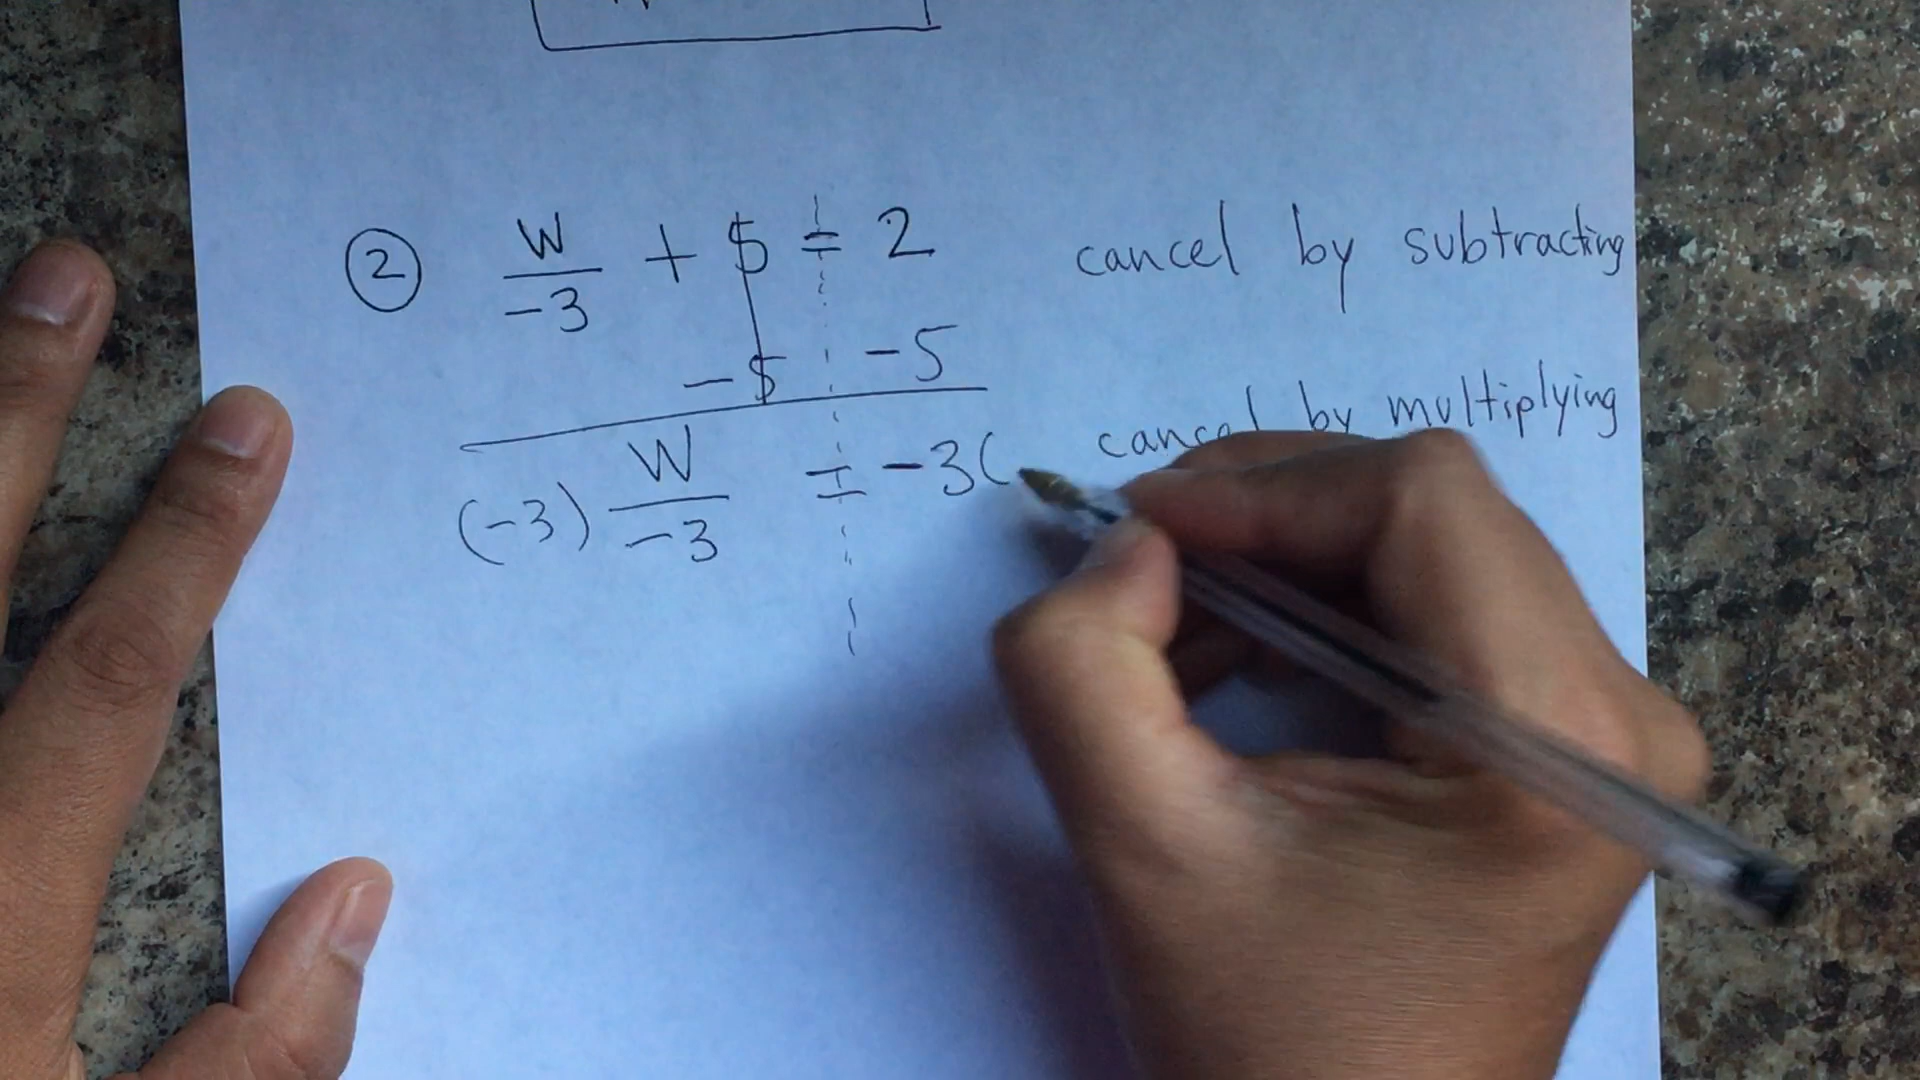 ② W/-3 + 5 = 2 cancel by subtracting
-5 -5
(-3) W/-3 = -3( cancel by multiplying